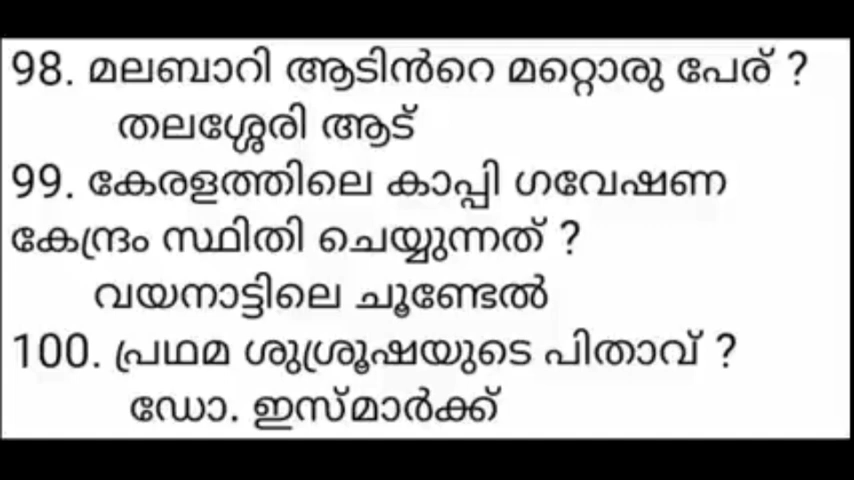 98. മലബാറി ആടിൻറെ മറ്റൊരു പേര് ?
തലശ്ശേരി ആട്
99. കേരളത്തിലെ കാപ്പി ഗവേഷണ
കേന്ദ്രം സ്ഥിതി ചെയ്യുന്നത് ?
വയനാട്ടിലെ ചൂണ്ടേൽ
100. പ്രഥമ ശുശ്രൂഷയുടെ പിതാവ് ?
ഡോ. ഇസ്മാർക്ക്